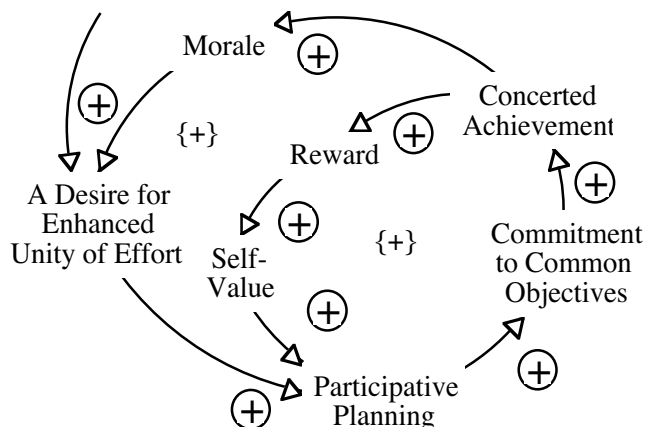 Morale
+
Concerted
Achievement
+
+
{+}
Reward
+
+
A Desire for
Enhanced
Unity of Effort
+
{+}
Commitment
to Common
Objectives
Self-
Value
+
+
Participative
Planning
+